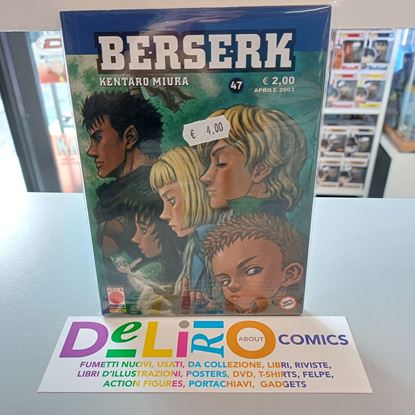 BERSERK
KENTARO MIURA
47
€ 2,00
APRILE 2003
€ 4.00
DeLiRiO
ABOUT
COMICS
FUMETTI NUOVI, USATI, DA COLLEZIONE, LIBRI, RIVISTE,
LIBRI D'ILLUSTRAZIONI, POSTERS, DVD, T-SHIRTS, FELPE,
ACTION FIGURES, PORTACHIAVI, GADGETS